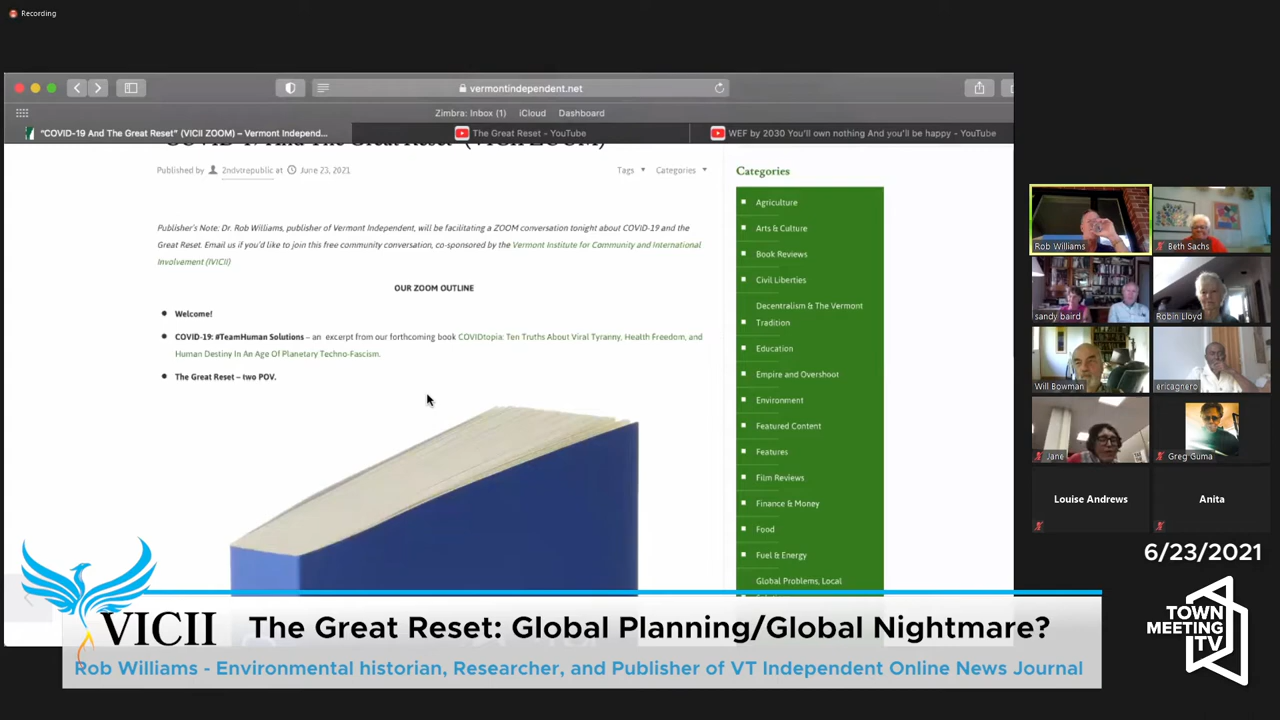 Recording
vermontindependent.net
Zimbra: Inbox (1) iCloud Dashboard
"COVID-19 And The Great Reset" (VICII ZOOM) – Vermont Independ...
The Great Reset - YouTube
WEF by 2030 You'll own nothing And you'll be happy - YouTube
"COVID-19 And The Great Reset" (VICII ZOOM)
Published by 2ndvtrepublic at June 23, 2021
Tags Categories
Publisher's Note: Dr. Rob Williams, publisher of Vermont Independent, will be facilitating a ZOOM conversation tonight about COVID-19 and the
Great Reset. Email us if you'd like to join this free community conversation, co-sponsored by the Vermont Institute for Community and International
Involvement (IVICII)
OUR ZOOM OUTLINE
Welcome!
COVID-19: #TeamHuman Solutions – an excerpt from our forthcoming book COVIDtopia: Ten Truths About Viral Tyranny, Health Freedom, and
Human Destiny In An Age Of Planetary Techno-Fascism.
The Great Reset – two POV.
Categories
Agriculture
Arts & Culture
Book Reviews
Civil Liberties
Decentralism & The Vermont
Tradition
Education
Empire and Overshoot
Environment
Featured Content
Features
Film Reviews
Finance & Money
Food
Fuel & Energy
Global Problems, Local
Rob Williams
Beth Sachs
sandy baird
Robin Lloyd
Will Bowman
ericagnero
Jane
Greg Guma
Louise Andrews
Anita
6/23/2021
TOWN
MEETING
TV
VICII
The Great Reset: Global Planning/Global Nightmare?
Rob Williams - Environmental historian, Researcher, and Publisher of VT Independent Online News Journal